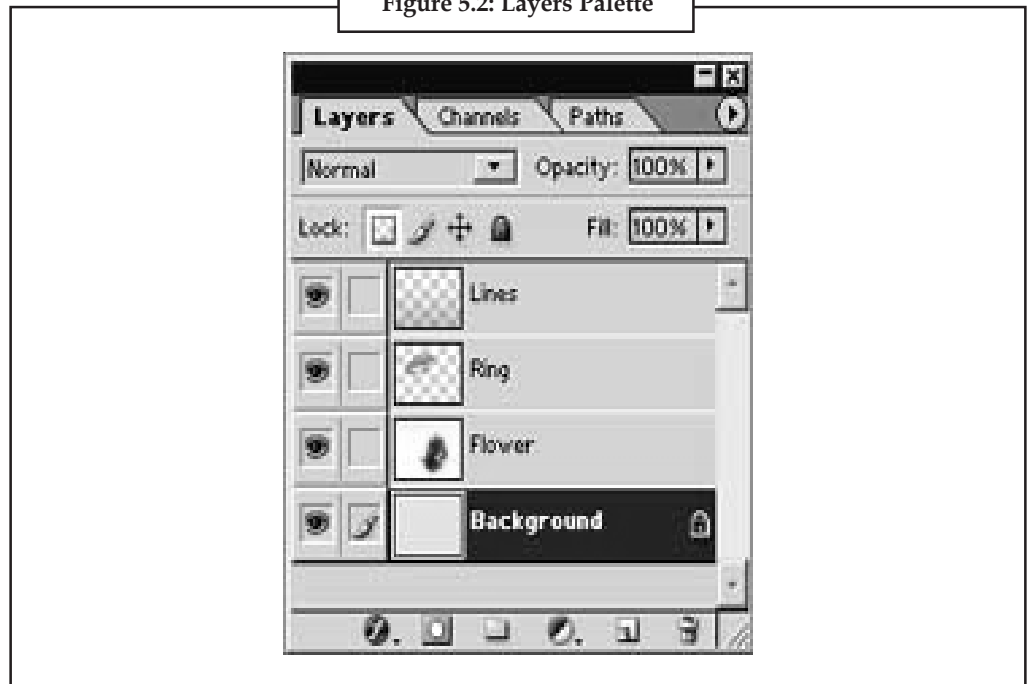 Figure 5.2: Layers Palette
Layers Channels Paths
Normal Opacity: 100%
Lock: Fill: 100%
Lines
Ring
Flower
Background